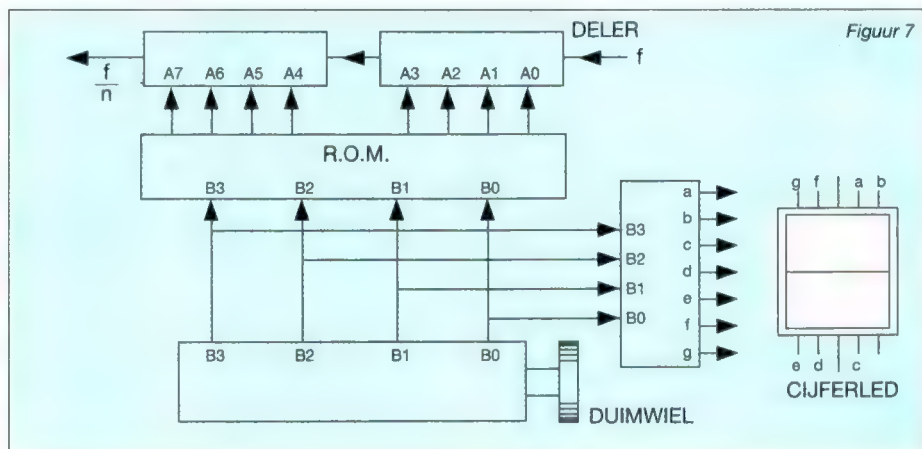 DELER
Figuur 7
f
f
n
A7 A6 A5 A4
A3 A2 A1 A0
R.O.M.
B3 B2 B1 B0
a
b
c
d
e
f
g
B3
B2
B1
B0
g f a b
e d c
CIJFERLED
B3 B2 B1 B0
DUIMWIEL